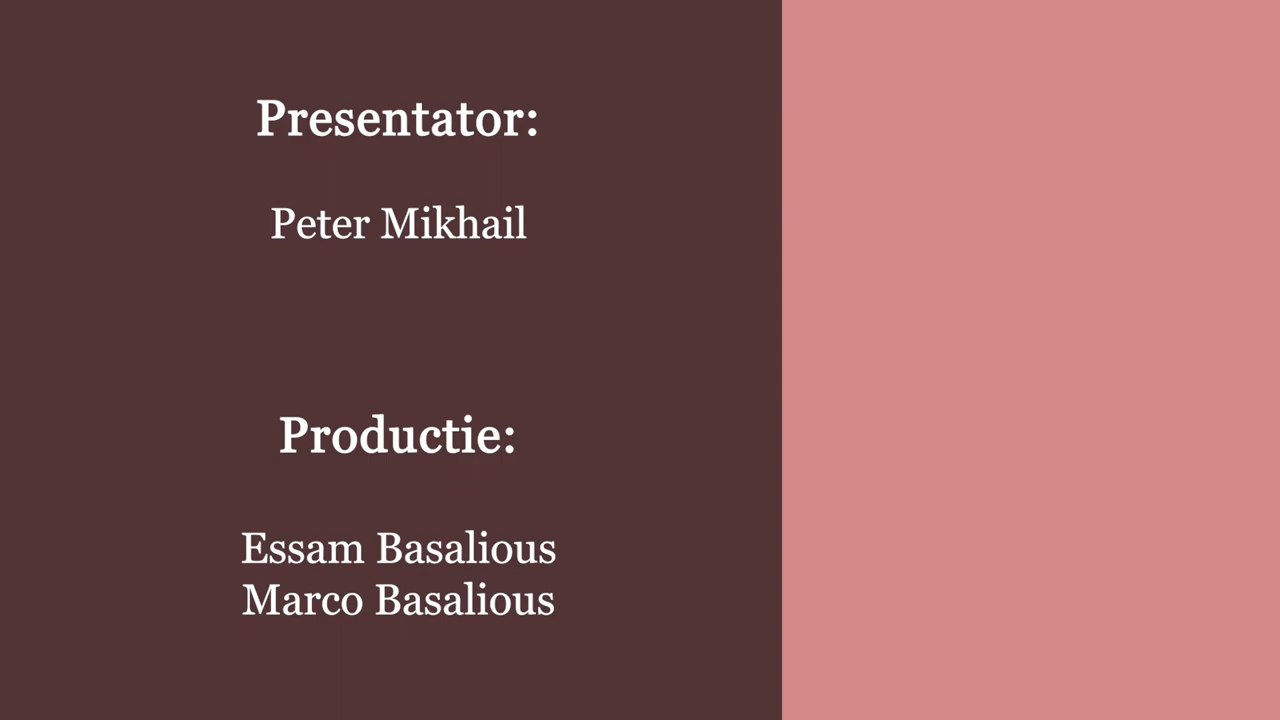 Presentator:
Peter Mikhail
Productie:
Essam Basalious
Marco Basalious